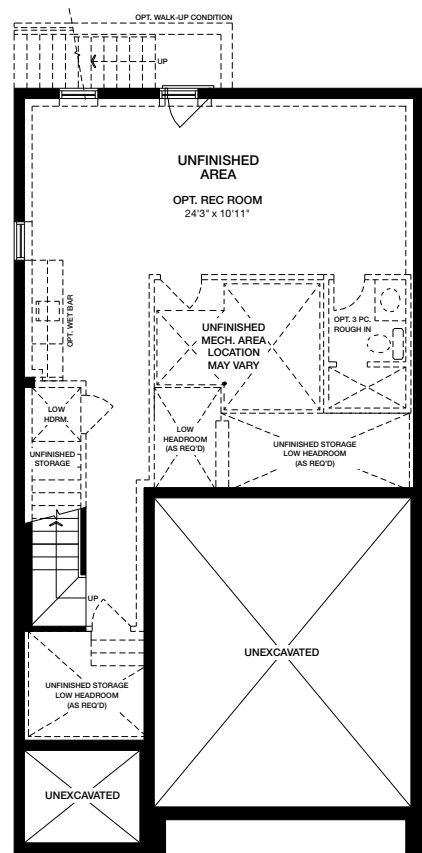 OPT. WALK-UP CONDITION
UP
UNFINISHED
AREA
OPT. REC ROOM
24'3" x 10'11"
OPT. WET BAR
OPT. 3 PC.
ROUGH IN
UNFINISHED
MECH. AREA
LOCATION
MAY VARY
LOW
HDRM.
UNFINISHED
STORAGE
LOW
HEADROOM
(AS REQ'D)
UNFINISHED STORAGE
LOW HEADROOM
(AS REQ'D)
UP
UNEXCAVATED
UNFINISHED STORAGE
LOW HEADROOM
(AS REQ'D)
UNEXCAVATED